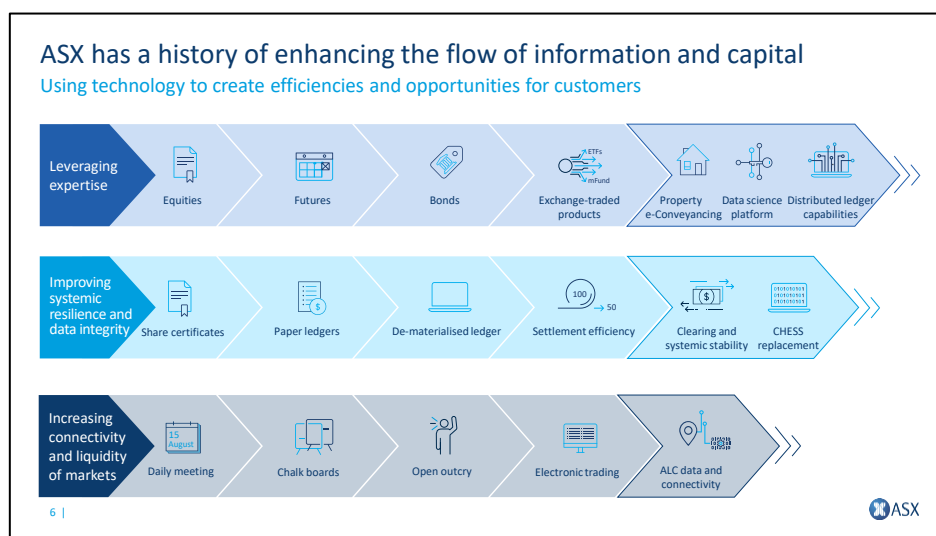 ASX has a history of enhancing the flow of information and capital
Using technology to create efficiencies and opportunities for customers
Leveraging
expertise
Equities
Futures
Bonds
ETFs
mFund
Exchange-traded
products
Property
e-Conveyancing
Data science
platform
Distributed ledger
capabilities
Improving
systemic
resilience and
data integrity
Share certificates
$
Paper ledgers
De-materialised ledger
100
50
Settlement efficiency
$
Clearing and
systemic stability
010101010
101010101
010101010
CHESS
replacement
Increasing
connectivity
and liquidity
of markets
15
August
Daily meeting
Chalk boards
Open outcry
Electronic trading
ALC data and
connectivity
6 |
ASX